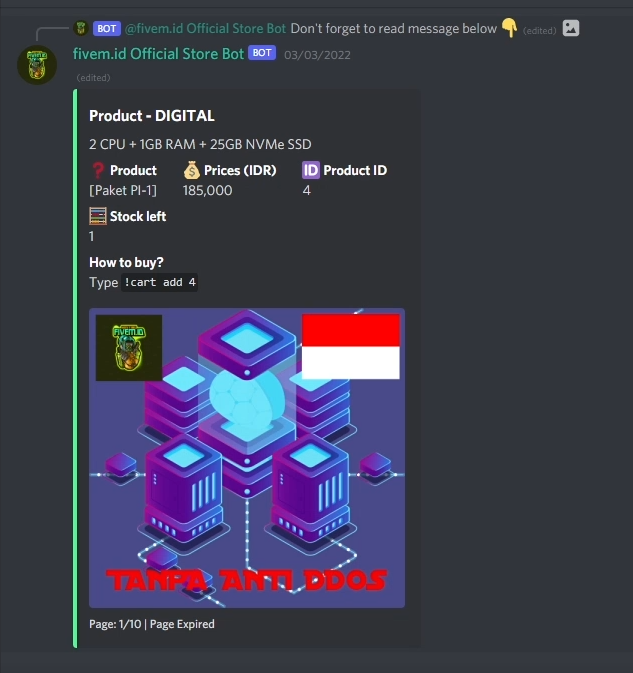 BOT @fivem.id Official Store Bot Don't forget to read message below 👇 (edited)
fivem.id Official Store Bot BOT 03/03/2022
(edited)
Product - DIGITAL
2 CPU + 1GB RAM + 25GB NVMe SSD
❓ Product 💰 Prices (IDR) 🆔 Product ID
[Paket PI-1] 185,000 4
🧮 Stock left
1
How to buy?
Type !cart add 4
FIVEM.ID
TANPA ANTI DDOS
Page: 1/10 | Page Expired